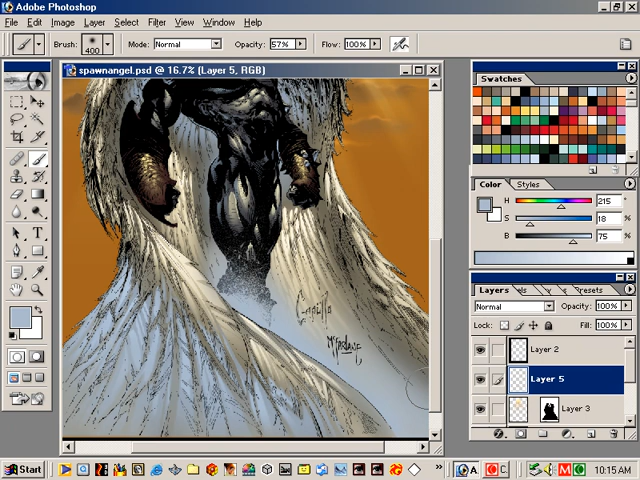 Adobe Photoshop
File Edit Image Layer Select Filter View Window Help
Brush: 400 Mode: Normal Opacity: 57% Flow: 100%
spawnangel.psd @ 16.7% (Layer 5, RGB)
Swatches
Color Styles
H 215 °
S 18 %
B 75 %
Layers
Normal Opacity: 100%
Lock: Fill: 100%
Layer 2
Layer 5
Layer 3
Capullo
McFarlane
Start A. C. 10:15 AM